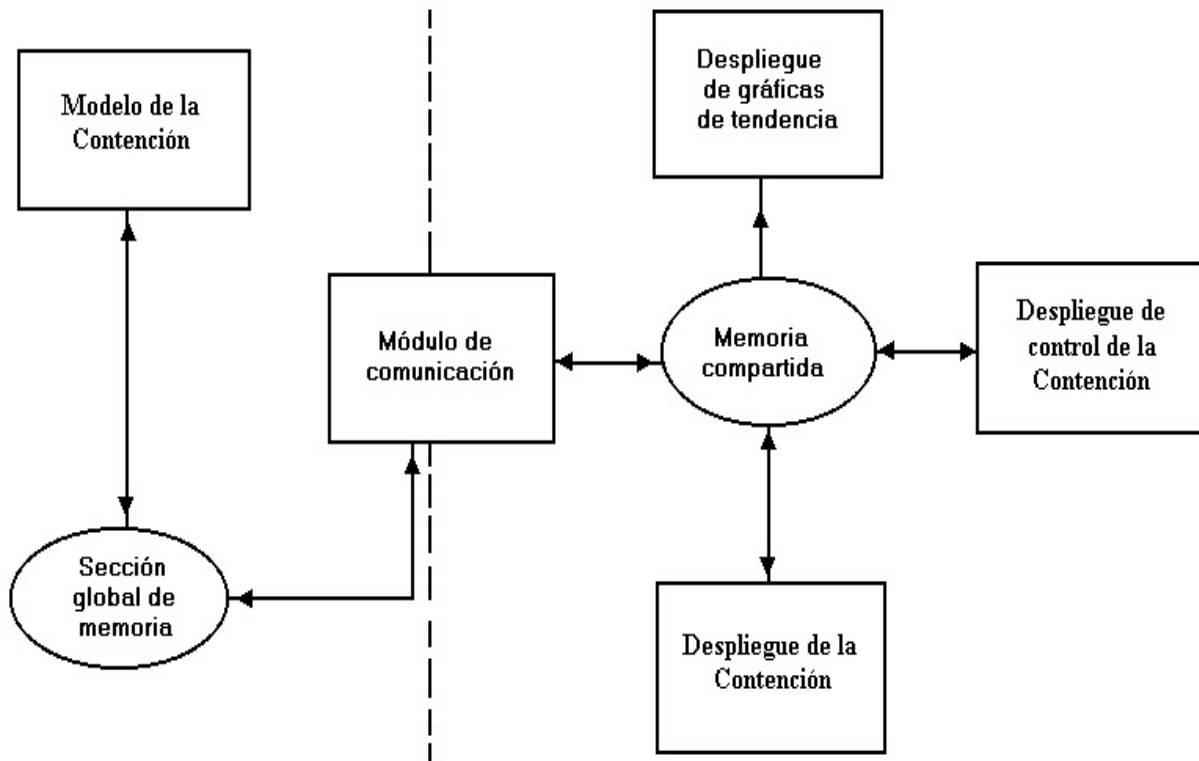 Modelo de la
Contención
Despliegue
de gráficas
de tendencia
Módulo de
comunicación
Memoria
compartida
Despliegue de
control de la
Contención
Sección
global de
memoria
Despliegue de la
Contención